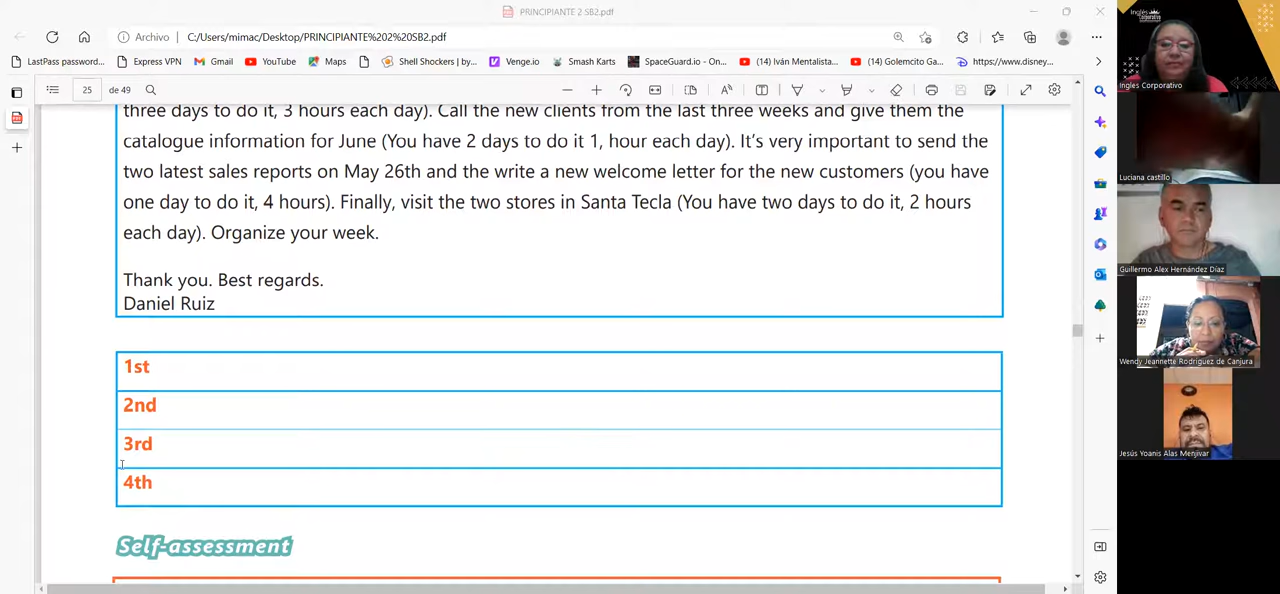 PRINCIPIANTE 2 SB2.pdf
Archivo
C:/Users/mimac/Desktop/PRINCIPIANTE%202%20SB2.pdf
LastPass password...
Express VPN
Gmail
YouTube
Maps
Shell Shockers | by...
Venge.io
Smash Karts
SpaceGuard.io - On...
(14) Iván Mentalista...
(14) Golemcito Ga...
https://www.disney...
25
de 49
three days to do it, 3 hours each day). Call the new clients from the last three weeks and give them the
catalogue information for June (You have 2 days to do it 1, hour each day). It's very important to send the
two latest sales reports on May 26th and the write a new welcome letter for the new customers (you have
one day to do it, 4 hours). Finally, visit the two stores in Santa Tecla (You have two days to do it, 2 hours
each day). Organize your week.
Thank you. Best regards.
Daniel Ruiz
1st
2nd
3rd
4th
Self-assessment
Inglés
Corporativo
Inglés Corporativo
Luciana castillo
Guillermo Alex Hernández Díaz
Wendy Jeannette Rodriguez de Canjura
Jesús Yoanis Alas Menjivar